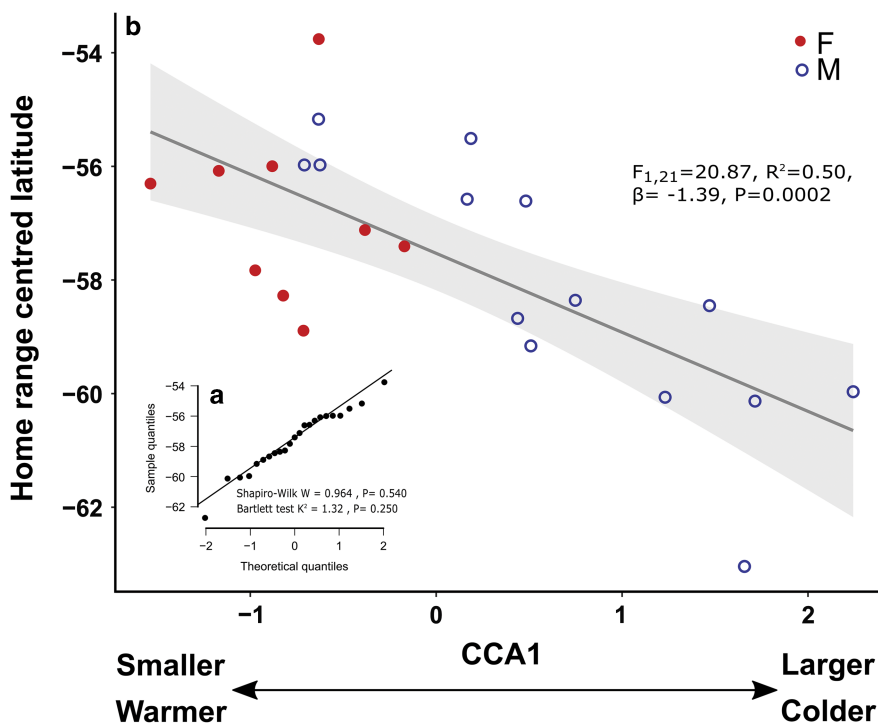 b
F
M
−54
−56
−58
−60
−62
Home range centred latitude
F₁,₂₁=20.87, R²=0.50,
β= -1.39, P=0.0002
a
−54
−56
−58
−60
−62
Sample quantiles
Shapiro-Wilk W = 0.964 , P= 0.540
Bartlett test K² = 1.32 , P= 0.250
−2 −1 0 1 2
Theoretical quantiles
−1 0 1 2
CCA1
Smaller Larger
Warmer Colder